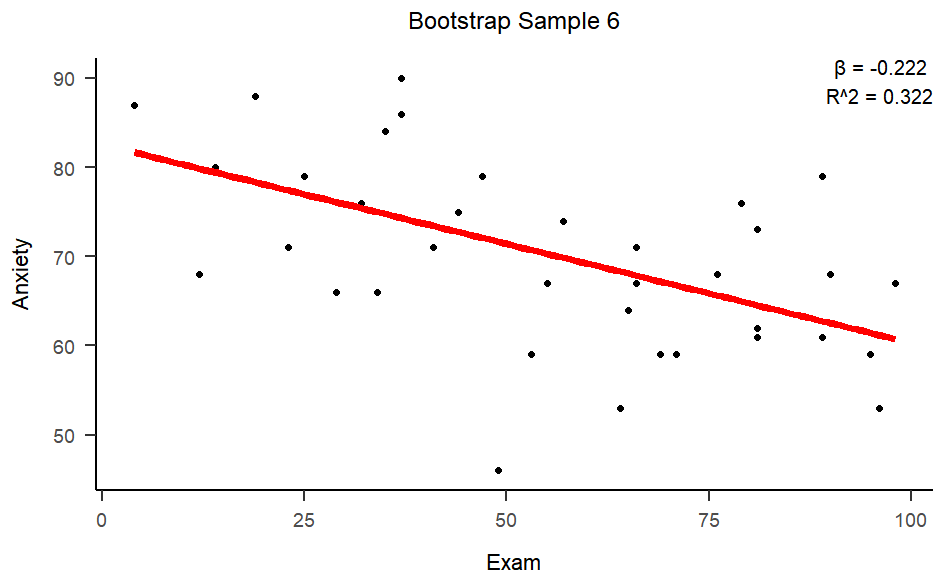 Bootstrap Sample 6
β = -0.222
R^2 = 0.322
90
80
70
60
50
Anxiety
0 25 50 75 100
Exam